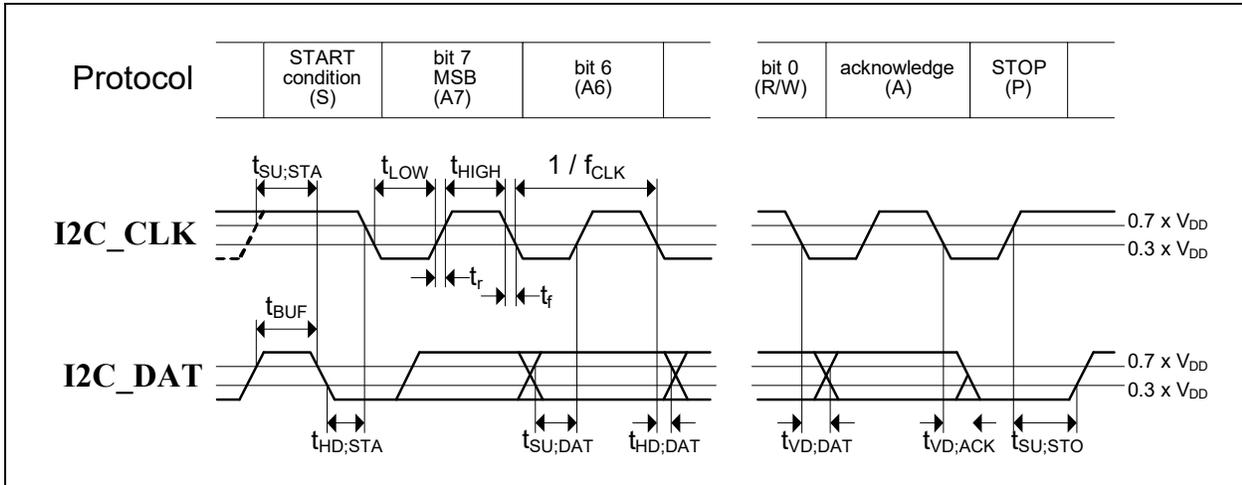 Protocol
START
condition
(S)
bit 7
MSB
(A7)
bit 6
(A6)
bit 0
(R/W)
acknowledge
(A)
STOP
(P)
tSU;STA
tLOW
tHIGH
1 / fCLK
I2C_CLK
0.7 x VDD
0.3 x VDD
tr
tf
tBUF
I2C_DAT
0.7 x VDD
0.3 x VDD
tHD;STA
tSU;DAT
tHD;DAT
tVD;DAT
tVD;ACK
tSU;STO